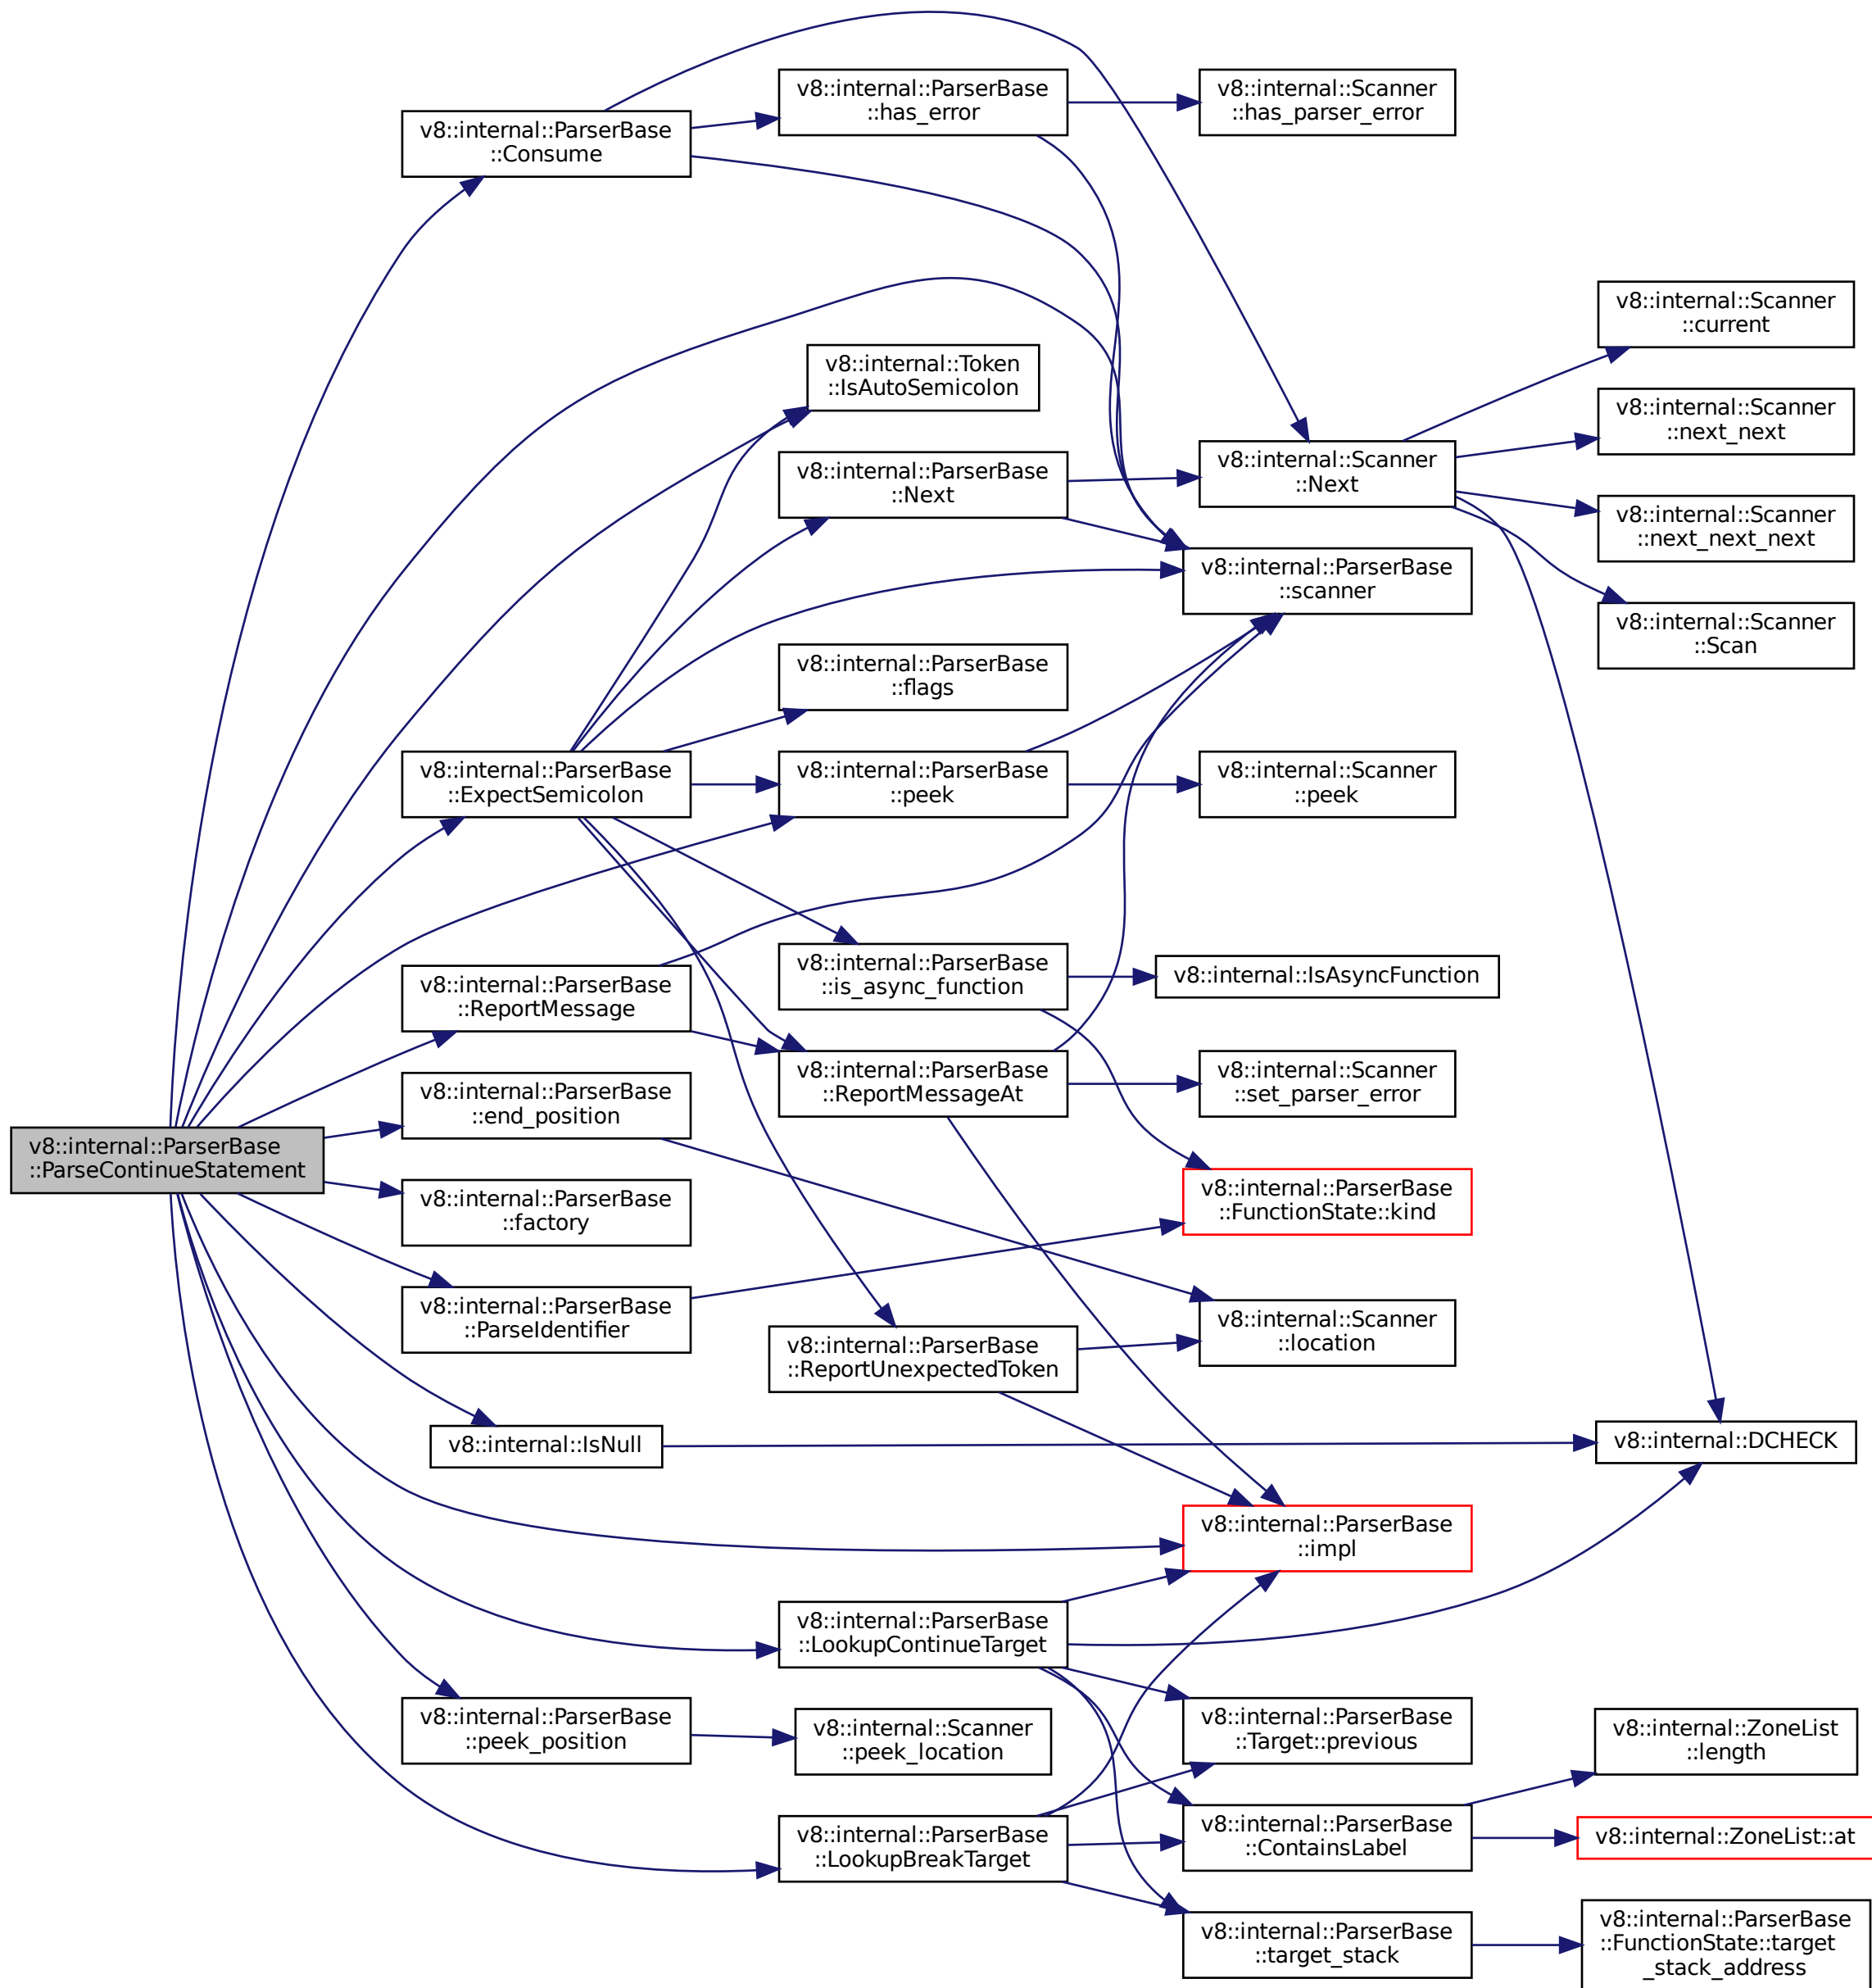 v8::internal::ParserBase
::has_error
v8::internal::Scanner
::has_parser_error
v8::internal::ParserBase
::Consume
v8::internal::Scanner
::current
v8::internal::Token
::IsAutoSemicolon
v8::internal::Scanner
::next_next
v8::internal::ParserBase
::Next
v8::internal::Scanner
::Next
v8::internal::Scanner
::next_next_next
v8::internal::ParserBase
::scanner
v8::internal::Scanner
::Scan
v8::internal::ParserBase
::flags
v8::internal::ParserBase
::ExpectSemicolon
v8::internal::ParserBase
::peek
v8::internal::Scanner
::peek
v8::internal::ParserBase
::ReportMessage
v8::internal::ParserBase
::is_async_function
v8::internal::IsAsyncFunction
v8::internal::ParserBase
::ReportMessageAt
v8::internal::Scanner
::set_parser_error
v8::internal::ParserBase
::end_position
v8::internal::ParserBase
::ParseContinueStatement
v8::internal::ParserBase
::FunctionState::kind
v8::internal::ParserBase
::factory
v8::internal::ParserBase
::ParseIdentifier
v8::internal::Scanner
::location
v8::internal::ParserBase
::ReportUnexpectedToken
v8::internal::IsNull
v8::internal::DCHECK
v8::internal::ParserBase
::impl
v8::internal::ParserBase
::LookupContinueTarget
v8::internal::ParserBase
::peek_position
v8::internal::Scanner
::peek_location
v8::internal::ParserBase
::Target::previous
v8::internal::ZoneList
::length
v8::internal::ParserBase
::LookupBreakTarget
v8::internal::ParserBase
::ContainsLabel
v8::internal::ZoneList::at
v8::internal::ParserBase
::target_stack
v8::internal::ParserBase
::FunctionState::target
_stack_address